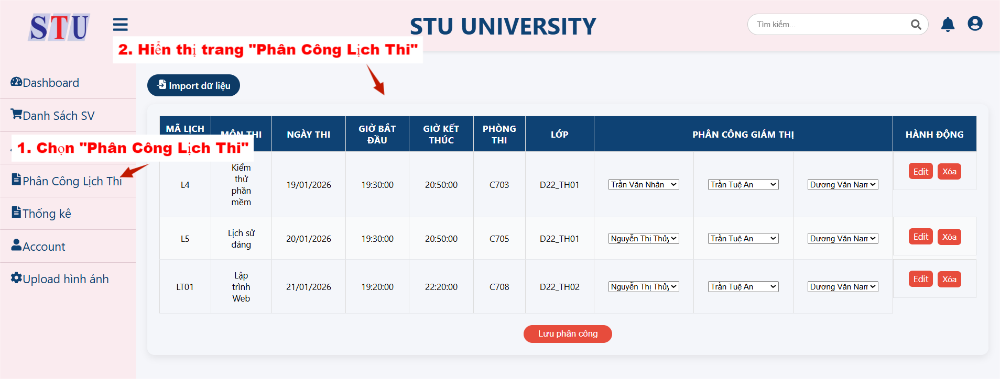 STU
STU UNIVERSITY
Tìm kiếm...
2. Hiển thị trang "Phân Công Lịch Thi"
Dashboard
Danh Sách SV
1. Chọn "Phân Công Lịch Thi"
Phân Công Lịch Thi
Thống kê
Account
Upload hình ảnh
Import dữ liệu
MÃ LỊCH
MÔN THI
NGÀY THI
GIỜ BẮT
ĐẦU
GIỜ KẾT
THÚC
PHÒNG
THI
LỚP
PHÂN CÔNG GIÁM THỊ
HÀNH ĐỘNG
L4
Kiểm
thử
phần
mềm
19/01/2026
19:30:00
20:50:00
C703
D22_TH01
Trần Văn Nhân
Trần Tuệ An
Dương Văn Nam
Edit
Xóa
L5
Lịch sử
đảng
20/01/2026
19:30:00
20:50:00
C705
D22_TH01
Nguyễn Thị Thủy
Trần Tuệ An
Dương Văn Nam
Edit
Xóa
LT01
Lập
trình
Web
21/01/2026
19:20:00
22:20:00
C708
D22_TH02
Nguyễn Thị Thủy
Trần Tuệ An
Dương Văn Nam
Edit
Xóa
Lưu phân công